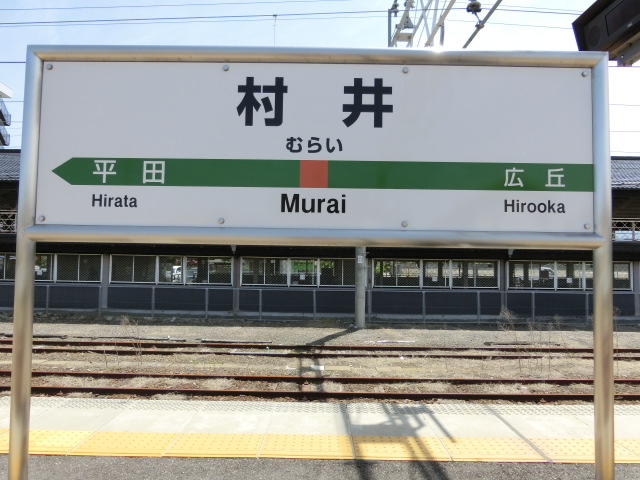 村井
むらい
平田 広丘
Hirata Murai Hirooka